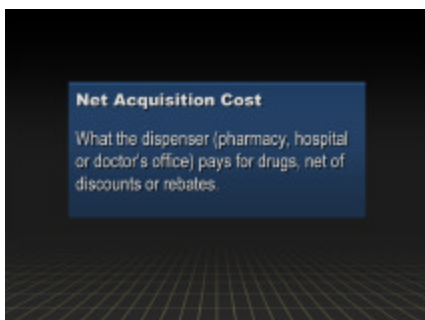 Net Acquisition Cost
What the dispenser (pharmacy, hospital
or doctor's office) pays for drugs, net of
discounts or rebates.